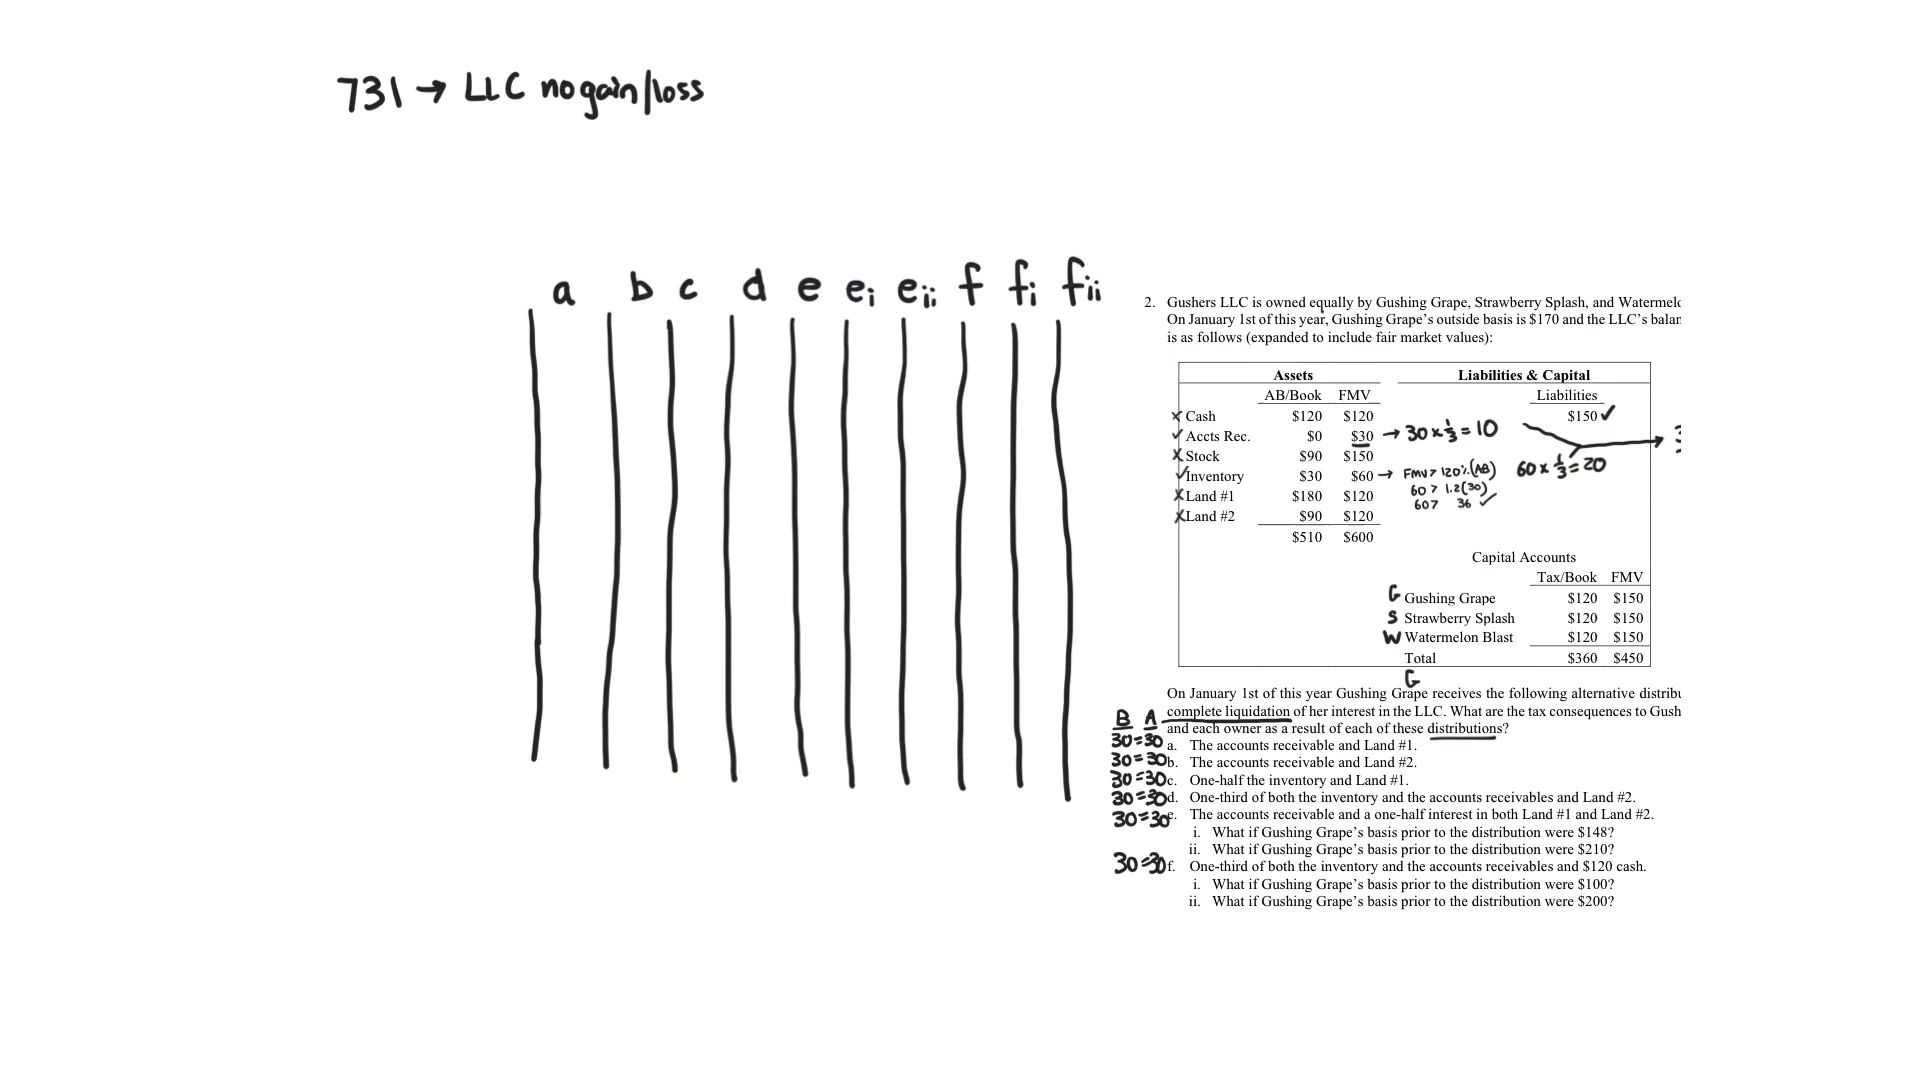 731 → LLC no gain/loss
a b c d e ei eii f fi fii
2. Gushers LLC is owned equally by Gushing Grape, Strawberry Splash, and
On January 1st of this year, Gushing Grape's outside basis is $170 and the LLC's
is as follows (expanded to include fair market values):
Assets Liabilities & Capital
AB/Book FMV Liabilities
x Cash $120 $120 $150 ✓
✓ Accts Rec. $0 $30 → 30 x 1/3 = 10
x Stock $90 $150
✓ Inventory $30 $60 → FMV > 120% (AB) 60 x 1/3 = 20
60 > 1.2(30)
x Land #1 $180 $120 60 > 36 ✓
x Land #2 $90 $120
$510 $600
Capital Accounts
Tax/Book FMV
G Gushing Grape $120 $150
S Strawberry Splash $120 $150
W Watermelon Blast $120 $150
Total $360 $450
G
On January 1st of this year Gushing Grape receives the following alternative
B A complete liquidation of her interest in the LLC. What are the tax consequences to
and each owner as a result of each of these distributions?
30=30 a. The accounts receivable and Land #1.
30=30 b. The accounts receivable and Land #2.
30=30 c. One-half the inventory and Land #1.
30=30 d. One-third of both the inventory and the accounts receivables and Land #2.
30=30 e. The accounts receivable and a one-half interest in both Land #1 and Land #2.
i. What if Gushing Grape's basis prior to the distribution were $148?
ii. What if Gushing Grape's basis prior to the distribution were $210?
30=30 f. One-third of both the inventory and the accounts receivables and $120 cash.
i. What if Gushing Grape's basis prior to the distribution were $100?
ii. What if Gushing Grape's basis prior to the distribution were $200?